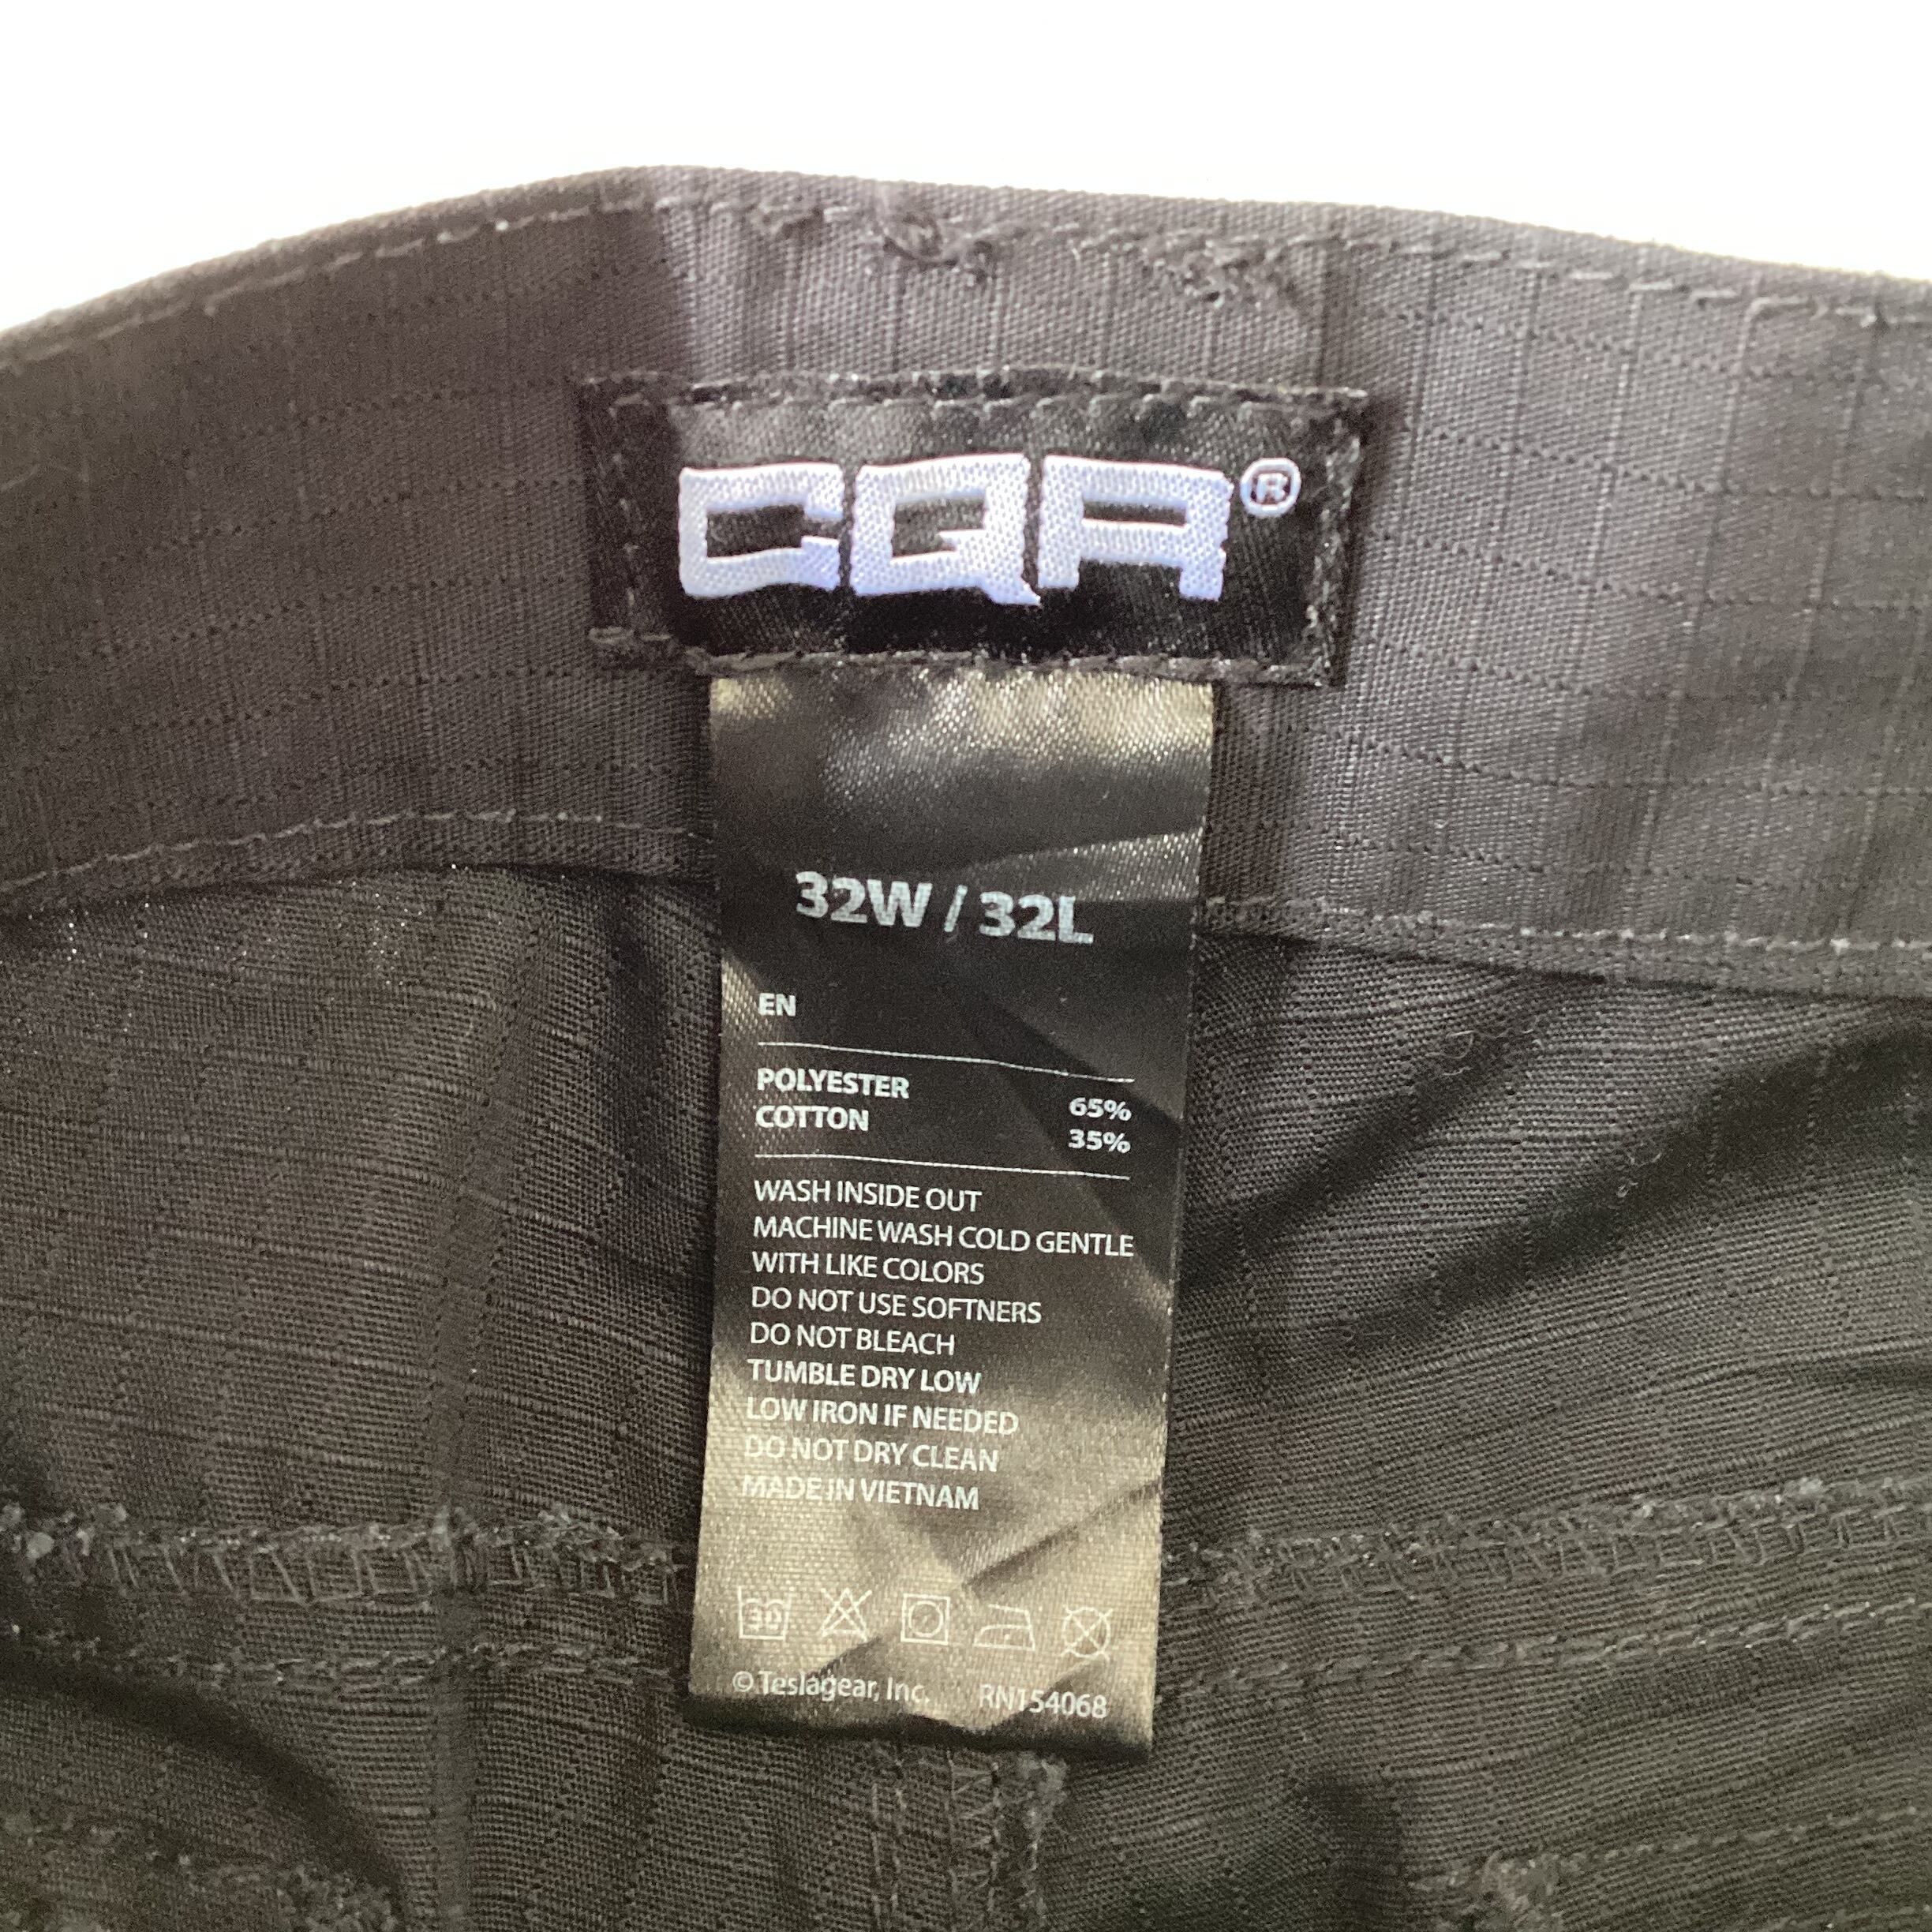 CQA®
32W / 32L
EN
POLYESTER 65%
COTTON 35%
WASH INSIDE OUT
MACHINE WASH COLD GENTLE
WITH LIKE COLORS
DO NOT USE SOFTNERS
DO NOT BLEACH
TUMBLE DRY LOW
LOW IRON IF NEEDED
DO NOT DRY CLEAN
MADE IN VIETNAM
30
© Teslagear, Inc. RN154068